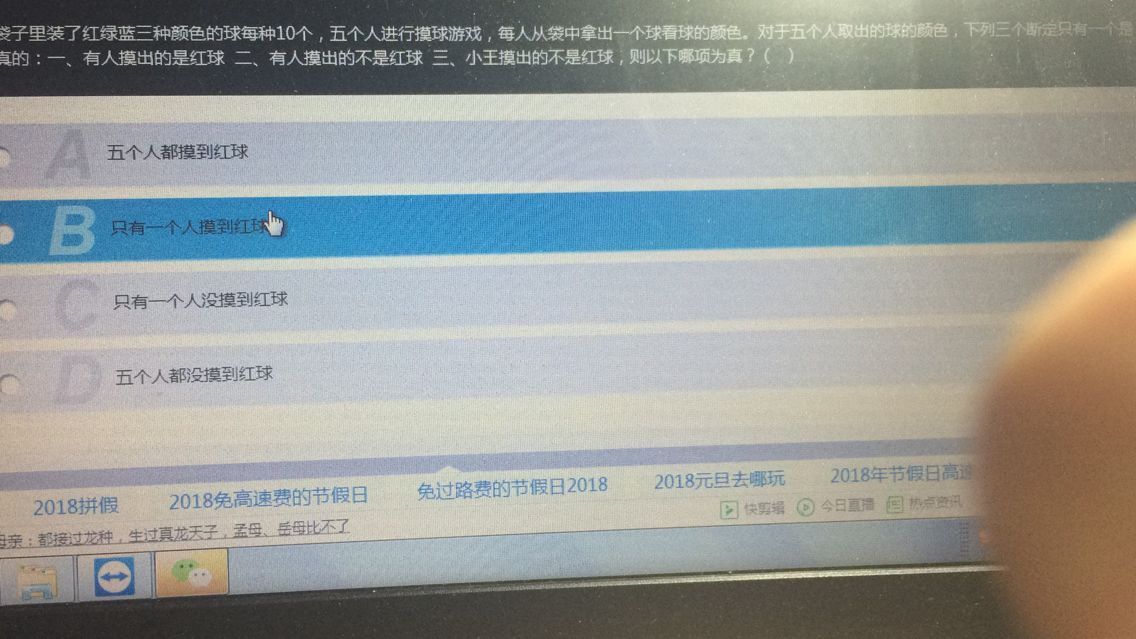 袋子里装了红绿蓝三种颜色的球每种10个，五个人进行摸球游戏，每人从袋中拿出一个球看球的颜色。对于五个人取出的球的颜色，下列三个断定只有一个是
真的：一、有人摸出的是红球 二、有人摸出的不是红球 三、小王摸出的不是红球，则以下哪项为真？（ ）
A 五个人都摸到红球
B 只有一个人摸到红球
C 只有一个人没摸到红球
D 五个人都没摸到红球
2018拼假 2018免高速费的节假日 免过路费的节假日2018 2018元旦去哪玩 2018年节假日高速
快剪辑 今日直播 热点资讯
母亲：都接过龙种，生过真龙天子，孟母、岳母比不了